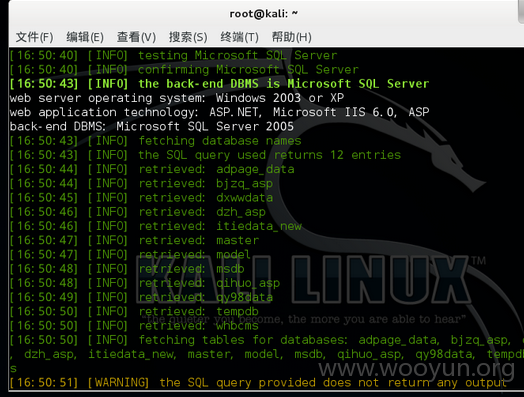 root@kali: ~
文件(F) 编辑(E) 查看(V) 搜索(S) 终端(T) 帮助(H)
[16:50:40] [INFO] testing Microsoft SQL Server
[16:50:40] [INFO] confirming Microsoft SQL Server
[16:50:43] [INFO] the back-end DBMS is Microsoft SQL Server
web server operating system: Windows 2003 or XP
web application technology: ASP.NET, Microsoft IIS 6.0, ASP
back-end DBMS: Microsoft SQL Server 2005
[16:50:43] [INFO] fetching database names
[16:50:43] [INFO] the SQL query used returns 12 entries
[16:50:44] [INFO] retrieved: adpage_data
[16:50:44] [INFO] retrieved: bjzq_asp
[16:50:45] [INFO] retrieved: dxwwdata
[16:50:46] [INFO] retrieved: dzh_asp
[16:50:46] [INFO] retrieved: itiedata_new
[16:50:47] [INFO] retrieved: master
[16:50:47] [INFO] retrieved: model
[16:50:48] [INFO] retrieved: msdb
[16:50:48] [INFO] retrieved: qihuo_asp
[16:50:49] [INFO] retrieved: qy98data
[16:50:50] [INFO] retrieved: tempdb
[16:50:50] [INFO] retrieved: whbcms
[16:50:50] [INFO] fetching tables for databases: adpage_data, bjzq_asp,
, dzh_asp, itiedata_new, master, model, msdb, qihuo_asp, qy98data, tempdb
s
[16:50:51] [WARNING] the SQL query provided does not return any output
KALI LINUX
"the quieter you become, the more you are able to hear"
www.wooyun.org